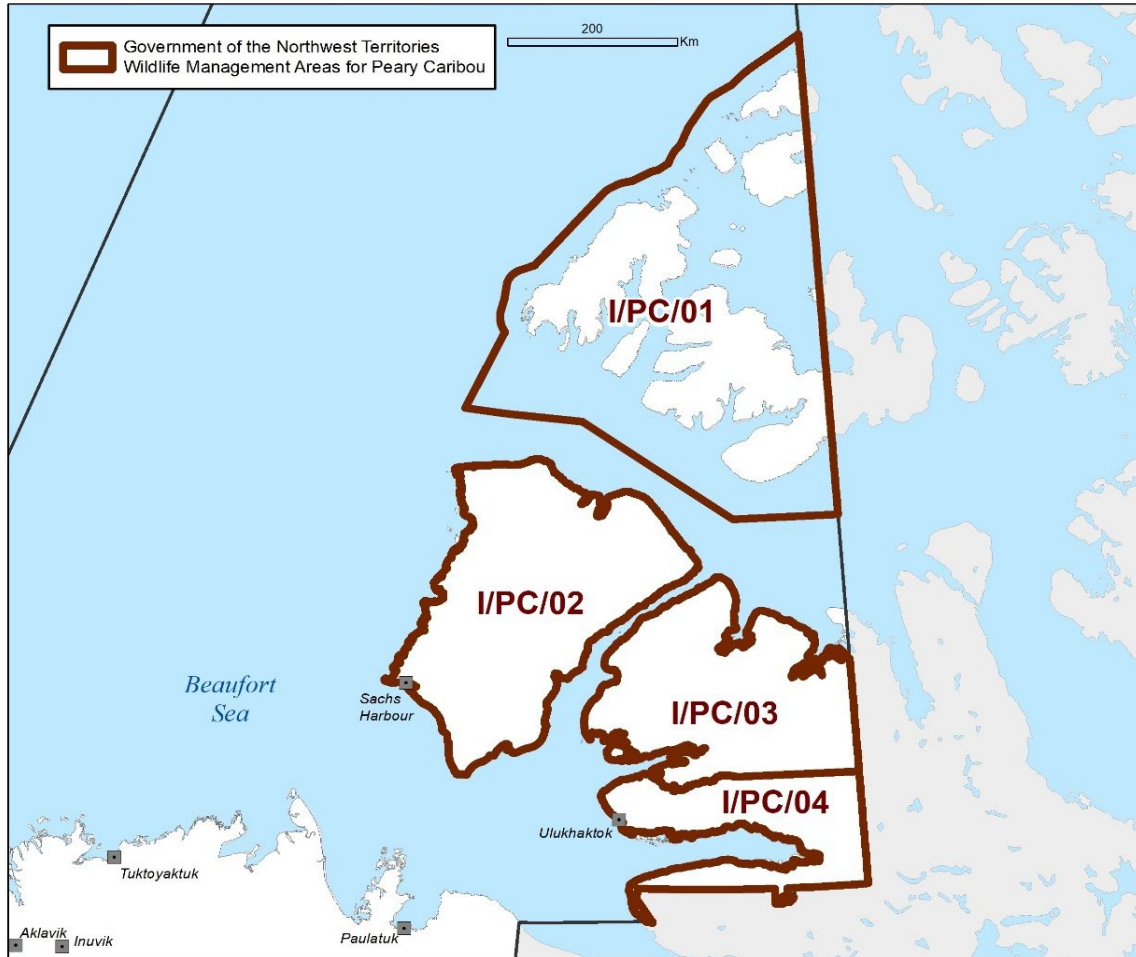 Government of the Northwest Territories
Wildlife Management Areas for Peary Caribou
200
Km
I/PC/01
I/PC/02
Sachs
Harbour
Beaufort
Sea
I/PC/03
I/PC/04
Ulukhaktok
Tuktoyaktuk
Paulatuk
Aklavik
Inuvik